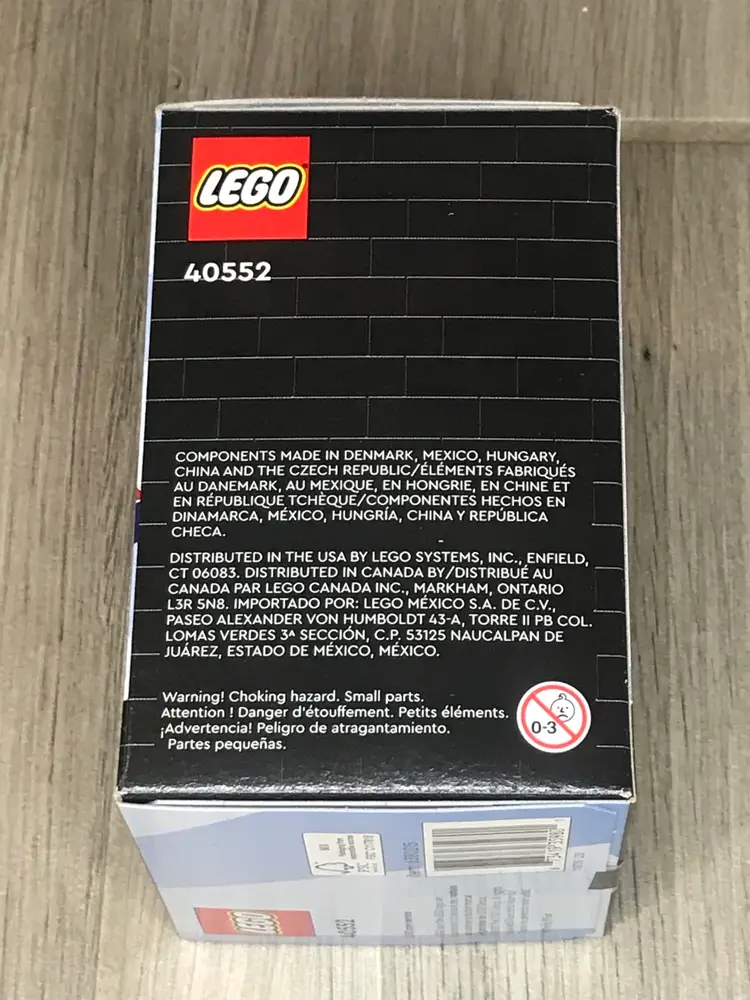 LEGO
40552
COMPONENTS MADE IN DENMARK, MEXICO, HUNGARY,
CHINA AND THE CZECH REPUBLIC/ÉLÉMENTS FABRIQUÉS
AU DANEMARK, AU MEXIQUE, EN HONGRIE, EN CHINE ET
EN RÉPUBLIQUE TCHÈQUE/COMPONENTES HECHOS EN
DINAMARCA, MÉXICO, HUNGRÍA, CHINA Y REPÚBLICA
CHECA.
DISTRIBUTED IN THE USA BY LEGO SYSTEMS, INC., ENFIELD,
CT 06083. DISTRIBUTED IN CANADA BY/DISTRIBUÉ AU
CANADA PAR LEGO CANADA INC., MARKHAM, ONTARIO
L3R 5N8. IMPORTADO POR: LEGO MÉXICO S.A. DE C.V.,
PASEO ALEXANDER VON HUMBOLDT 43-A, TORRE II PB COL.
LOMAS VERDES 3ᴬ SECCIÓN, C.P. 53125 NAUCALPAN DE
JUÁREZ, ESTADO DE MÉXICO, MÉXICO.
Warning! Choking hazard. Small parts.
Attention ! Danger d'étouffement. Petits éléments.
¡Advertencia! Peligro de atragantamiento.
Partes pequeñas.
0-3
LEGO
40552